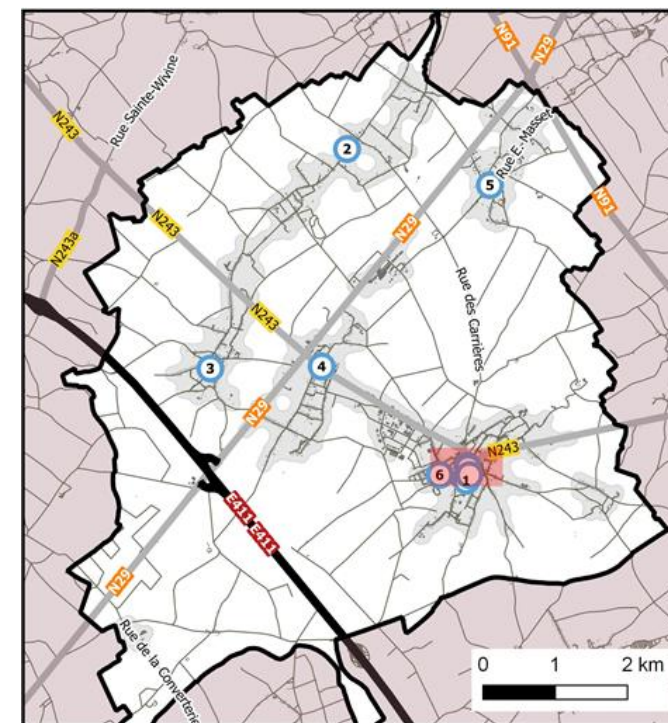 N91
N29
Rue Sainte-Wivine
N243
2
Rue E. Masset
5
N91
N243a
N243
N29
Rue des Carrières
N243
3
4
N29
N243
6
1
E411 E411
N29
Rue de la Converterie
0 1 2 km